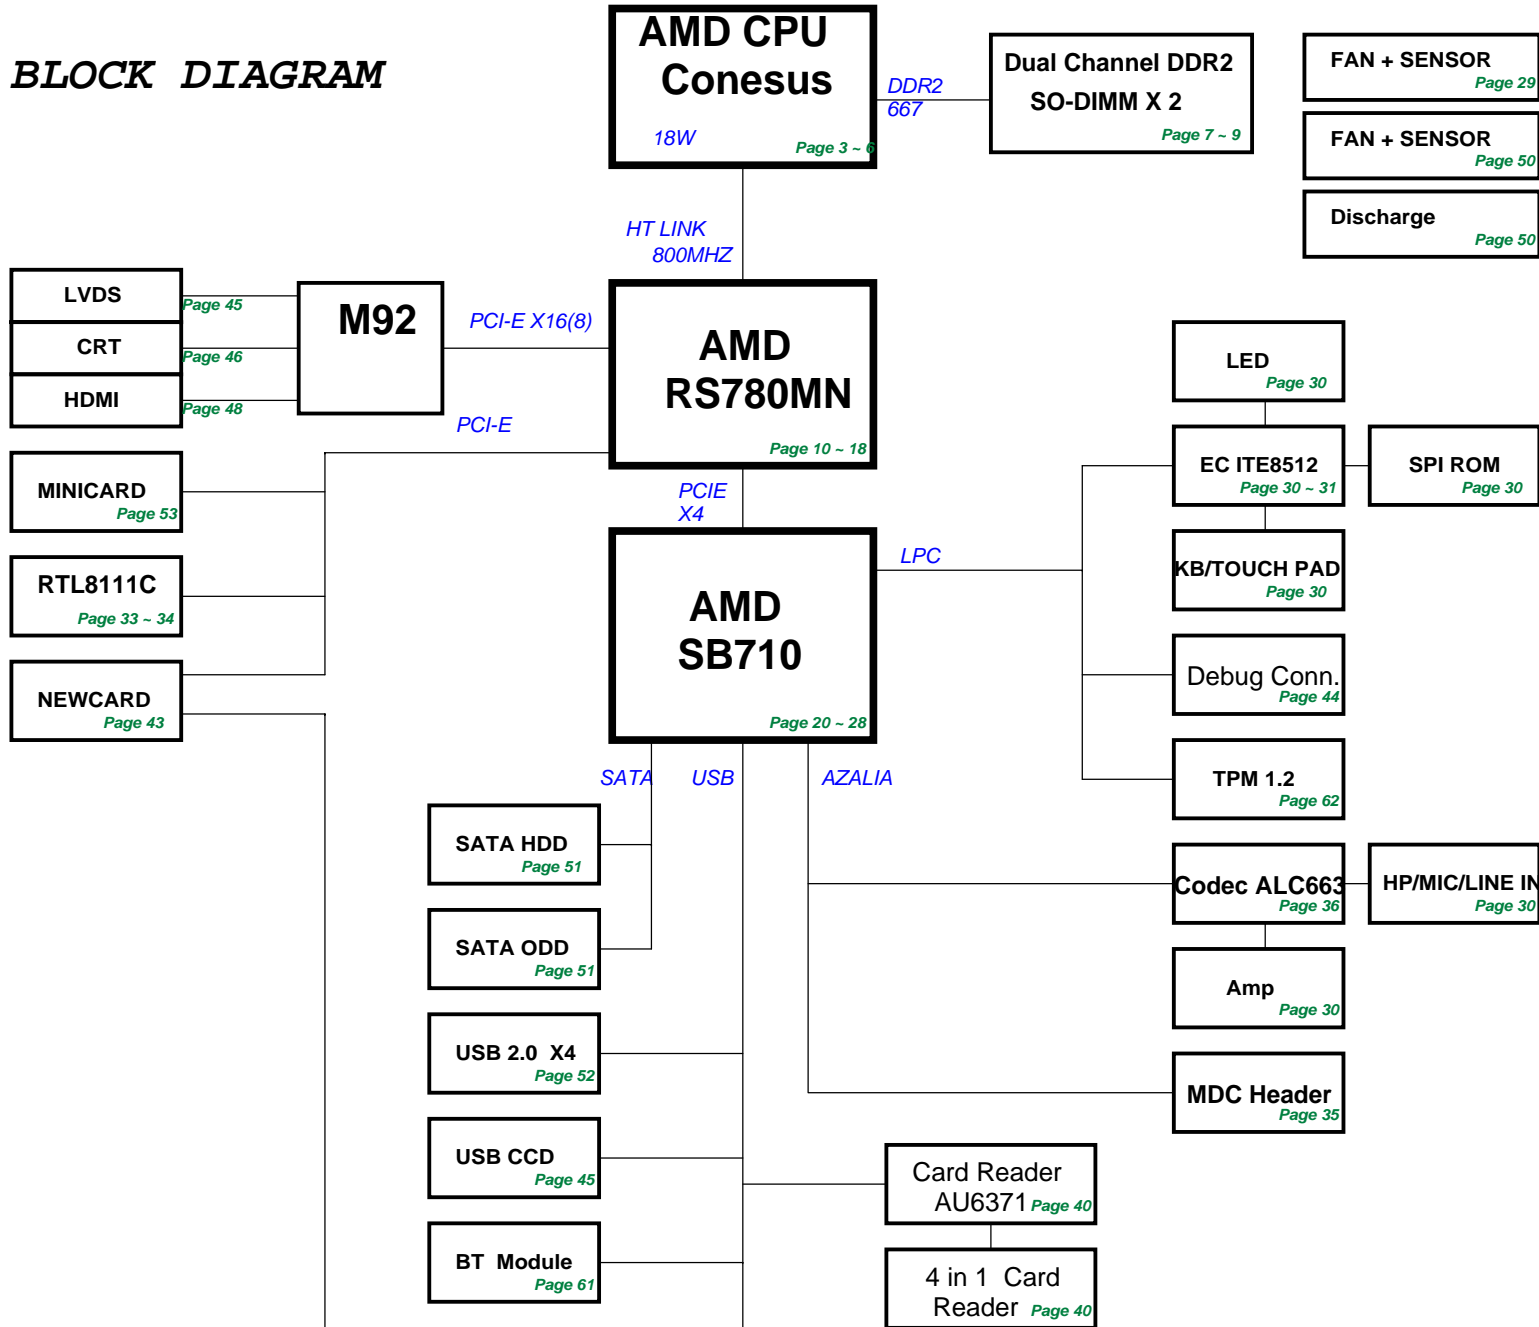 BLOCK DIAGRAM
AMD CPU
Conesus
18W
Page 3 ~ 6
DDR2
667
Dual Channel DDR2
SO-DIMM X 2
Page 7 ~ 9
FAN + SENSOR
Page 29
FAN + SENSOR
Page 50
Discharge
Page 50
HT LINK
800MHZ
LVDS
Page 45
CRT
Page 46
HDMI
Page 48
M92
PCI-E X16(8)
AMD
RS780MN
Page 10 ~ 18
PCI-E
MINICARD
Page 53
RTL8111C
Page 33 ~ 34
NEWCARD
Page 43
PCIE
X4
AMD
SB710
Page 20 ~ 28
LPC
LED
Page 30
EC ITE8512
Page 30 ~ 31
SPI ROM
Page 30
KB/TOUCH PAD
Page 30
Debug Conn.
Page 44
TPM 1.2
Page 62
SATA
USB
AZALIA
SATA HDD
Page 51
SATA ODD
Page 51
USB 2.0 X4
Page 52
USB CCD
Page 45
BT Module
Page 61
Codec ALC663
Page 36
HP/MIC/LINE IN
Page 30
Amp
Page 30
MDC Header
Page 35
Card Reader
AU6371 Page 40
4 in 1 Card
Reader Page 40